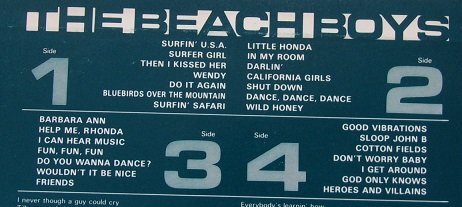 THE BEACH BOYS
Side
1
SURFIN' U.S.A.
SURFER GIRL
THEN I KISSED HER
WENDY
DO IT AGAIN
BLUEBIRDS OVER THE MOUNTAIN
SURFIN' SAFARI
LITTLE HONDA
IN MY ROOM
DARLIN'
CALIFORNIA GIRLS
SHUT DOWN
DANCE, DANCE, DANCE
WILD HONEY
Side
2
BARBARA ANN
HELP ME, RHONDA
I CAN HEAR MUSIC
FUN, FUN, FUN
DO YOU WANNA DANCE?
WOULDN'T IT BE NICE
FRIENDS
Side
3
Side
4
GOOD VIBRATIONS
SLOOP JOHN B
COTTON FIELDS
DON'T WORRY BABY
I GET AROUND
GOD ONLY KNOWS
HEROES AND VILLAINS
I never though a guy could cry
Everybody's learnin' how